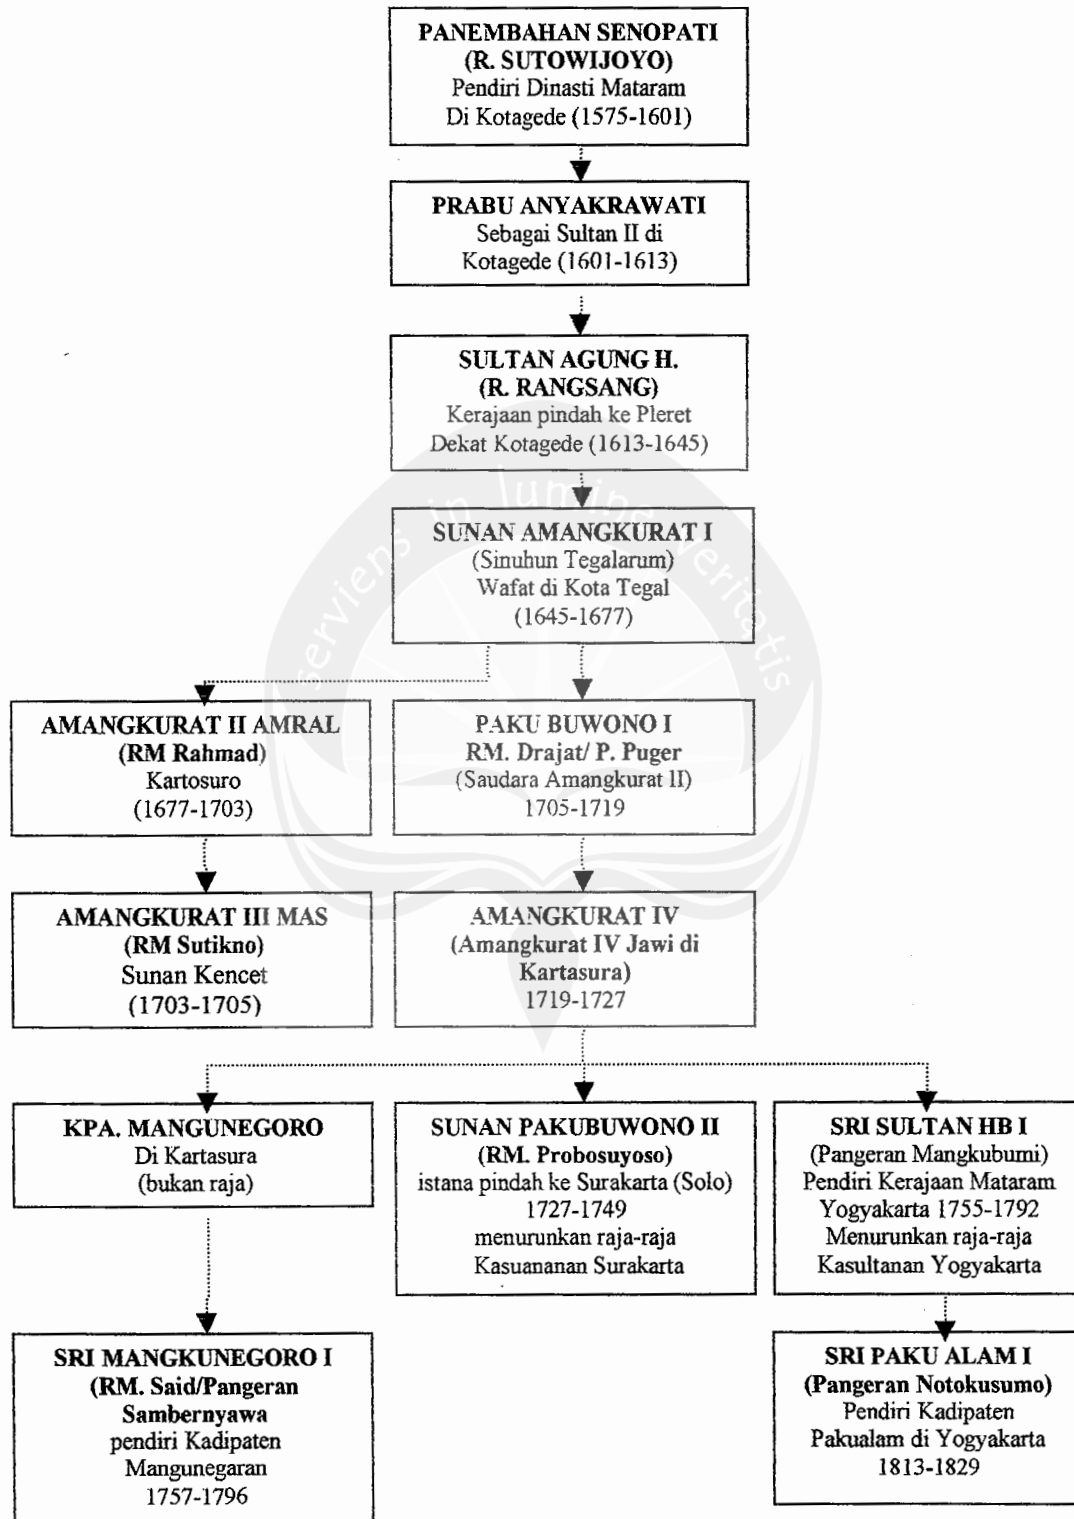 PANEMBAHAN SENOPATI
(R. SUTOWIJOYO)
Pendiri Dinasti Mataram
Di Kotagede (1575-1601)
PRABU ANYAKRAWATI
Sebagai Sultan II di
Kotagede (1601-1613)
SULTAN AGUNG H.
(R. RANGSANG)
Kerajaan pindah ke Pleret
Dekat Kotagede (1613-1645)
serviens in lumine veritatis
SUNAN AMANGKURAT I
(Sinuhun Tegalarum)
Wafat di Kota Tegal
(1645-1677)
AMANGKURAT II AMRAL
(RM Rahmad)
Kartosuro
(1677-1703)
PAKU BUWONO I
RM. Drajat/ P. Puger
(Saudara Amangkurat II)
1705-1719
AMANGKURAT III MAS
(RM Sutikno)
Sunan Kencet
(1703-1705)
AMANGKURAT IV
(Amangkurat IV Jawi di
Kartasura)
1719-1727
KPA. MANGUNEGORO
Di Kartasura
(bukan raja)
SUNAN PAKUBUWONO II
(RM. Probosuyoso)
istana pindah ke Surakarta (Solo)
1727-1749
menurunkan raja-raja
Kasuananan Surakarta
SRI SULTAN HB I
(Pangeran Mangkubumi)
Pendiri Kerajaan Mataram
Yogyakarta 1755-1792
Menurunkan raja-raja
Kasultanan Yogyakarta
SRI MANGKUNEGORO I
(RM. Said/Pangeran
Sambernyawa
pendiri Kadipaten
Mangunegaran
1757-1796
SRI PAKU ALAM I
(Pangeran Notokusumo)
Pendiri Kadipaten
Pakualam di Yogyakarta
1813-1829